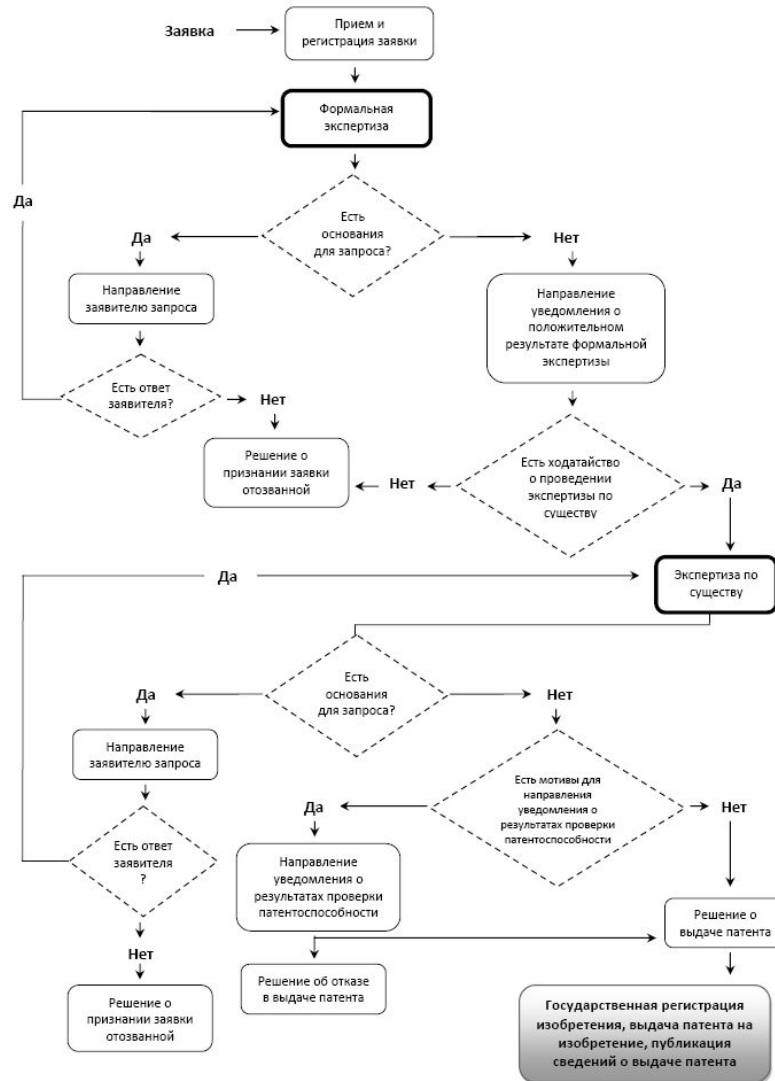 Заявка
Прием и
регистрация заявки
Формальная
экспертиза
Да
Есть
основания
для запроса?
Да
Нет
Направление
заявителю запроса
Направление
уведомления о
положительном
результате формальной
экспертизы
Есть ответ
заявителя?
Нет
Решение о
признании заявки
отозванной
Нет
Есть ходатайство
о проведении
экспертизы по
существу
Да
Да
Экспертиза по
существу
Есть
основания
для запроса?
Да
Нет
Направление
заявителю запроса
Есть мотивы для
направления
уведомления о
результатах проверки
патентоспособности
Да
Нет
Есть ответ
заявителя
?
Направление
уведомления о
результатах проверки
патентоспособности
Решение о
выдаче патента
Нет
Решение об отказе
в выдаче патента
Решение о
признании заявки
отозванной
Государственная регистрация
изобретения, выдача патента на
изобретение, публикация
сведений о выдаче патента